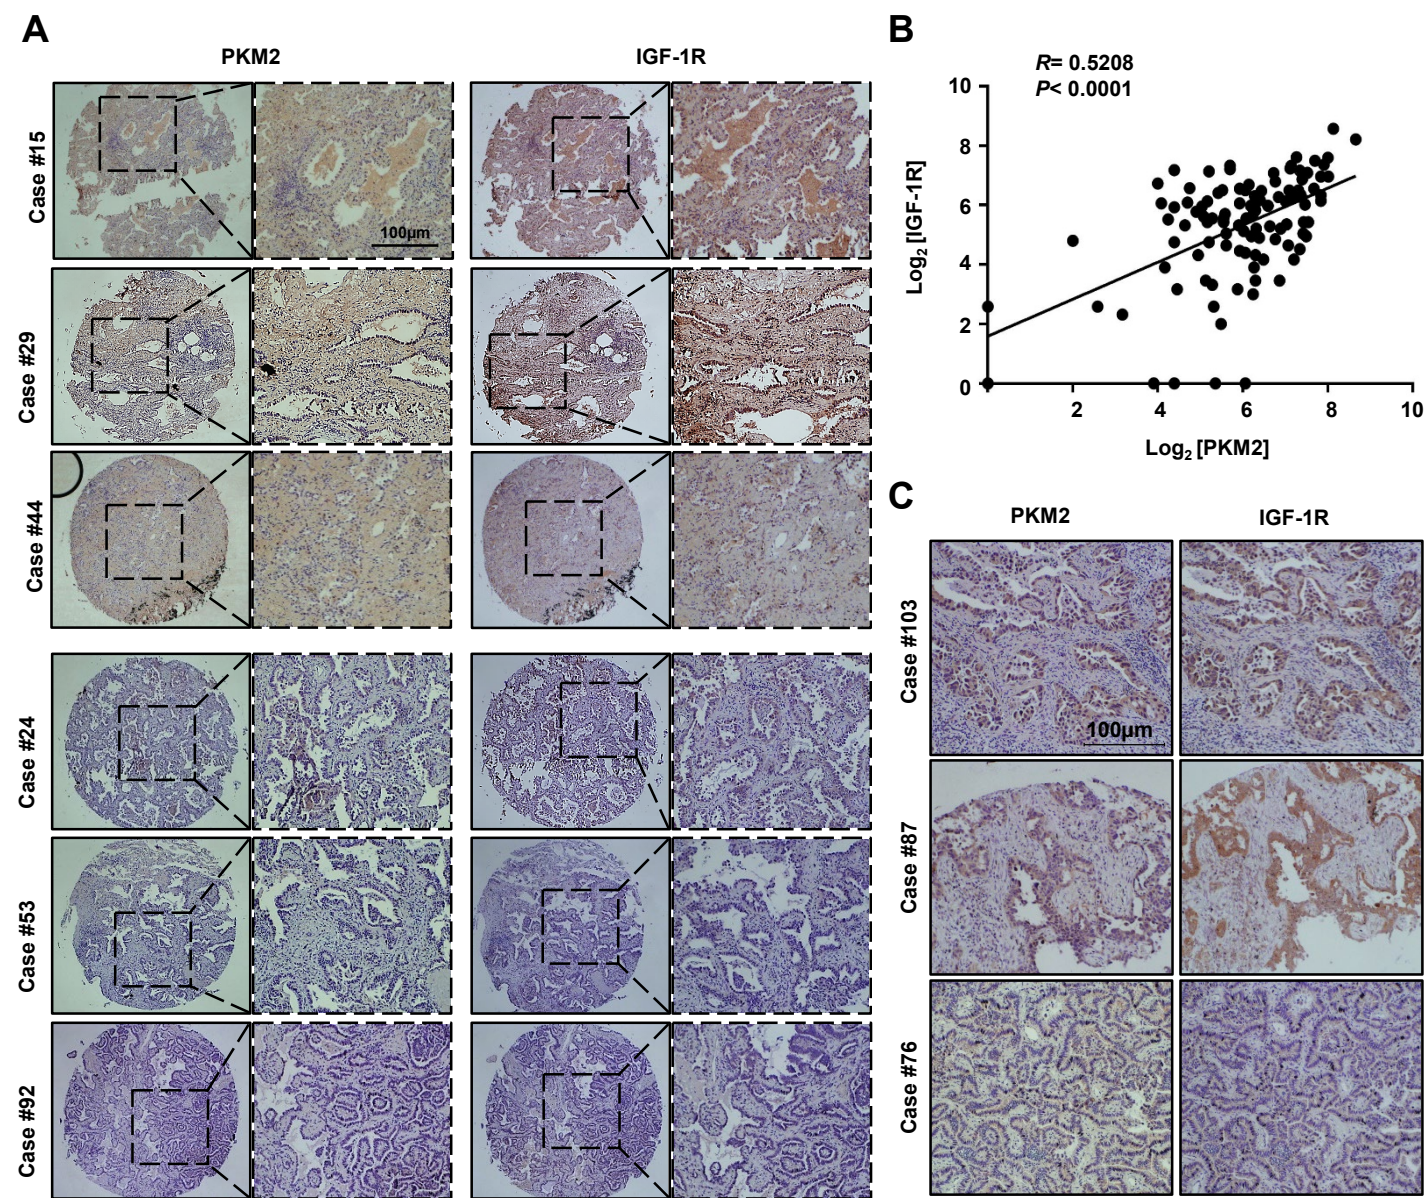 A
PKM2
IGF-1R
Case #15
100µm
Case #29
Case #44
Case #24
Case #53
Case #92
B
R= 0.5208
P< 0.0001
Log2 [IGF-1R]
10
8
6
4
2
0
2
4
6
8
10
Log2 [PKM2]
C
PKM2
IGF-1R
Case #103
100µm
Case #87
Case #76